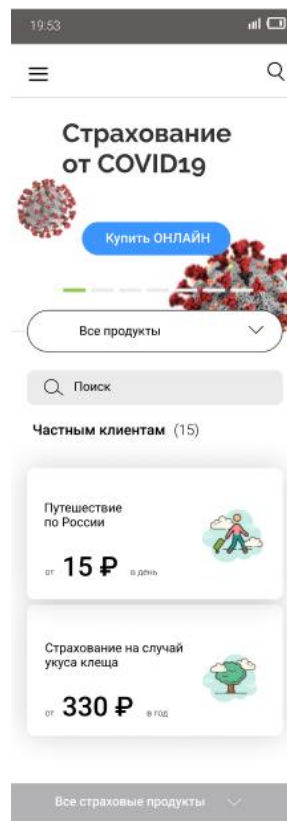 19:53
Страхование
от COVID19
Купить ОНЛАЙН
Все продукты
Поиск
Частным клиентам (15)
Путешествие
по России
от 15 ₽ в день
Страхование на случай
укуса клеща
от 330 ₽ в год
Все страховые продукты